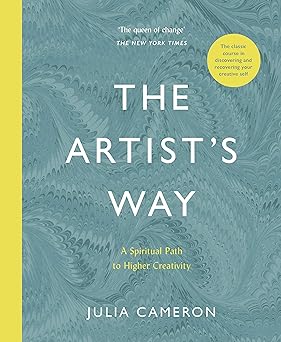 'The queen of change'
THE NEW YORK TIMES
The classic
course in
discovering and
recovering your
creative self
THE
ARTIST'S
WAY
A Spiritual Path
to Higher Creativity
JULIA CAMERON